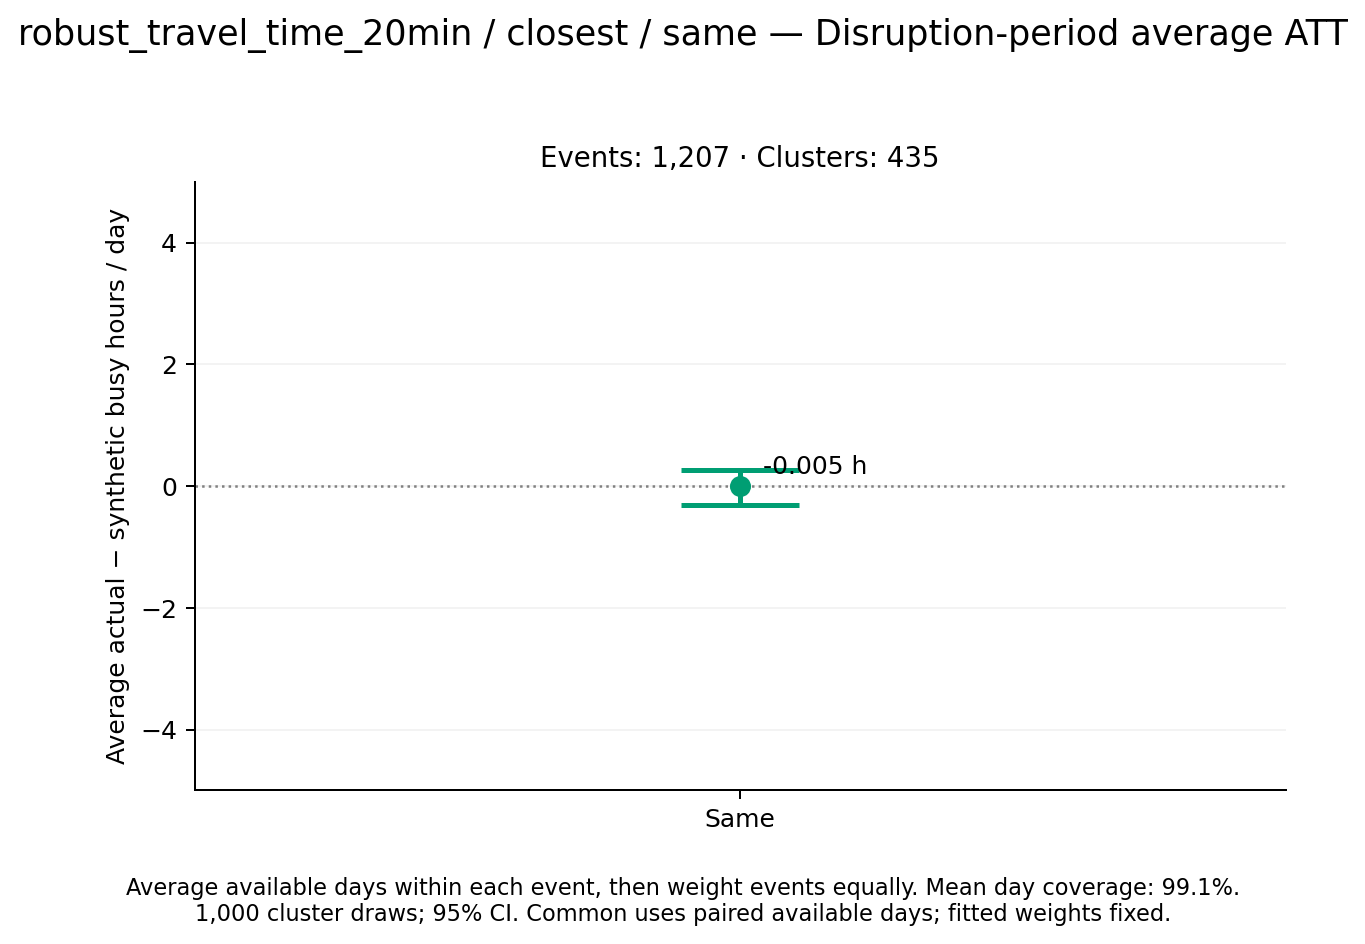 robust_travel_time_20min / closest / same — Disruption-period average ATT
Events: 1,207 · Clusters: 435
Average actual − synthetic busy hours / day
4
2
0
−2
−4
-0.005 h
Same
Average available days within each event, then weight events equally. Mean day coverage: 99.1%.
1,000 cluster draws; 95% CI. Common uses paired available days; fitted weights fixed.